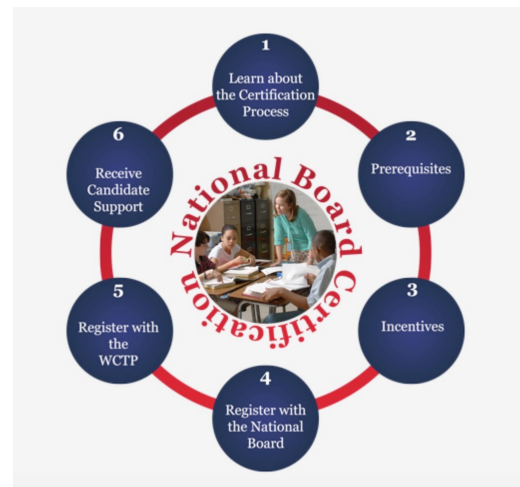 1
Learn about
the Certification
Process
2
Prerequisites
3
Incentives
4
Register with
the National
Board
5
Register with
the
WCTP
6
Receive
Candidate
Support
National Board Certification